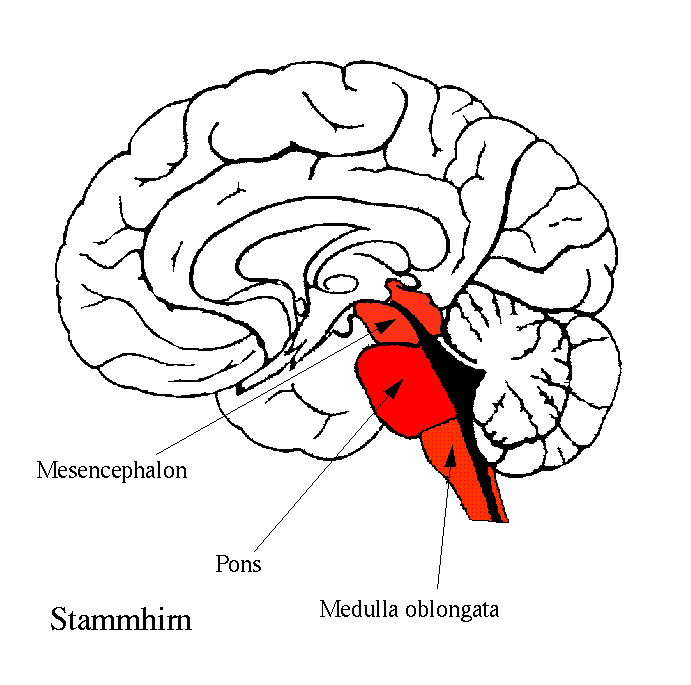 Mesencephalon
Pons
Medulla oblongata
Stammhirn